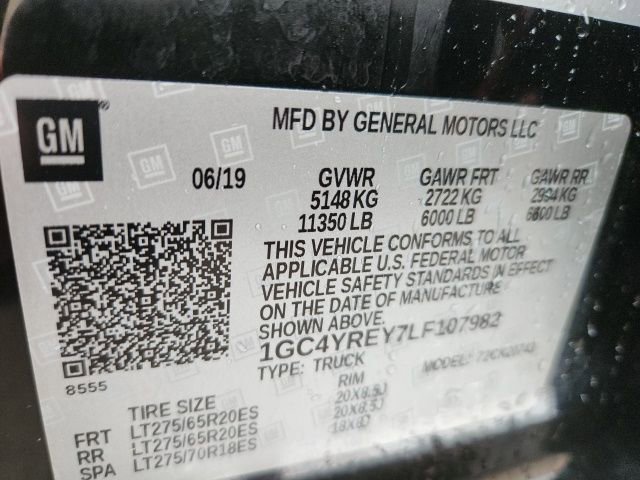 GM
MFD BY GENERAL MOTORS LLC
06/19 GVWR GAWR FRT GAWR RR
5148 KG 2722 KG 2994 KG
11350 LB 6000 LB 6600 LB
THIS VEHICLE CONFORMS TO ALL
APPLICABLE U.S. FEDERAL MOTOR
VEHICLE SAFETY STANDARDS IN EFFECT
ON THE DATE OF MANUFACTURE
SHOWN ABOVE.
1GC4YREY7LF107982
TYPE: TRUCK MODEL:
8555
TIRE SIZE RIM
FRT LT275/65R20ES 20X8.5J
RR LT275/65R20ES 20X8.5J
SPA LT275/70R18ES 18X8J